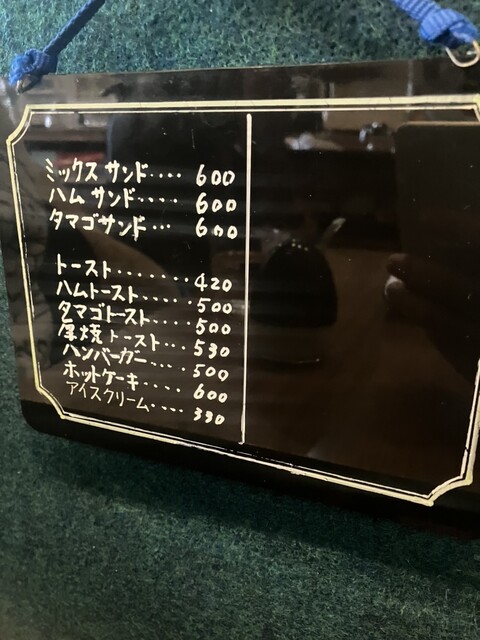 ミックスサンド････ 600
ハムサンド････ 600
タマゴサンド･･･ 600
トースト･･･････ 420
ハムトースト･････ 500
タマゴトースト････ 500
厚焼トースト･･･ 530
ハンバーガー････ 500
ホットケーキ････ 600
アイスクリーム････ 390